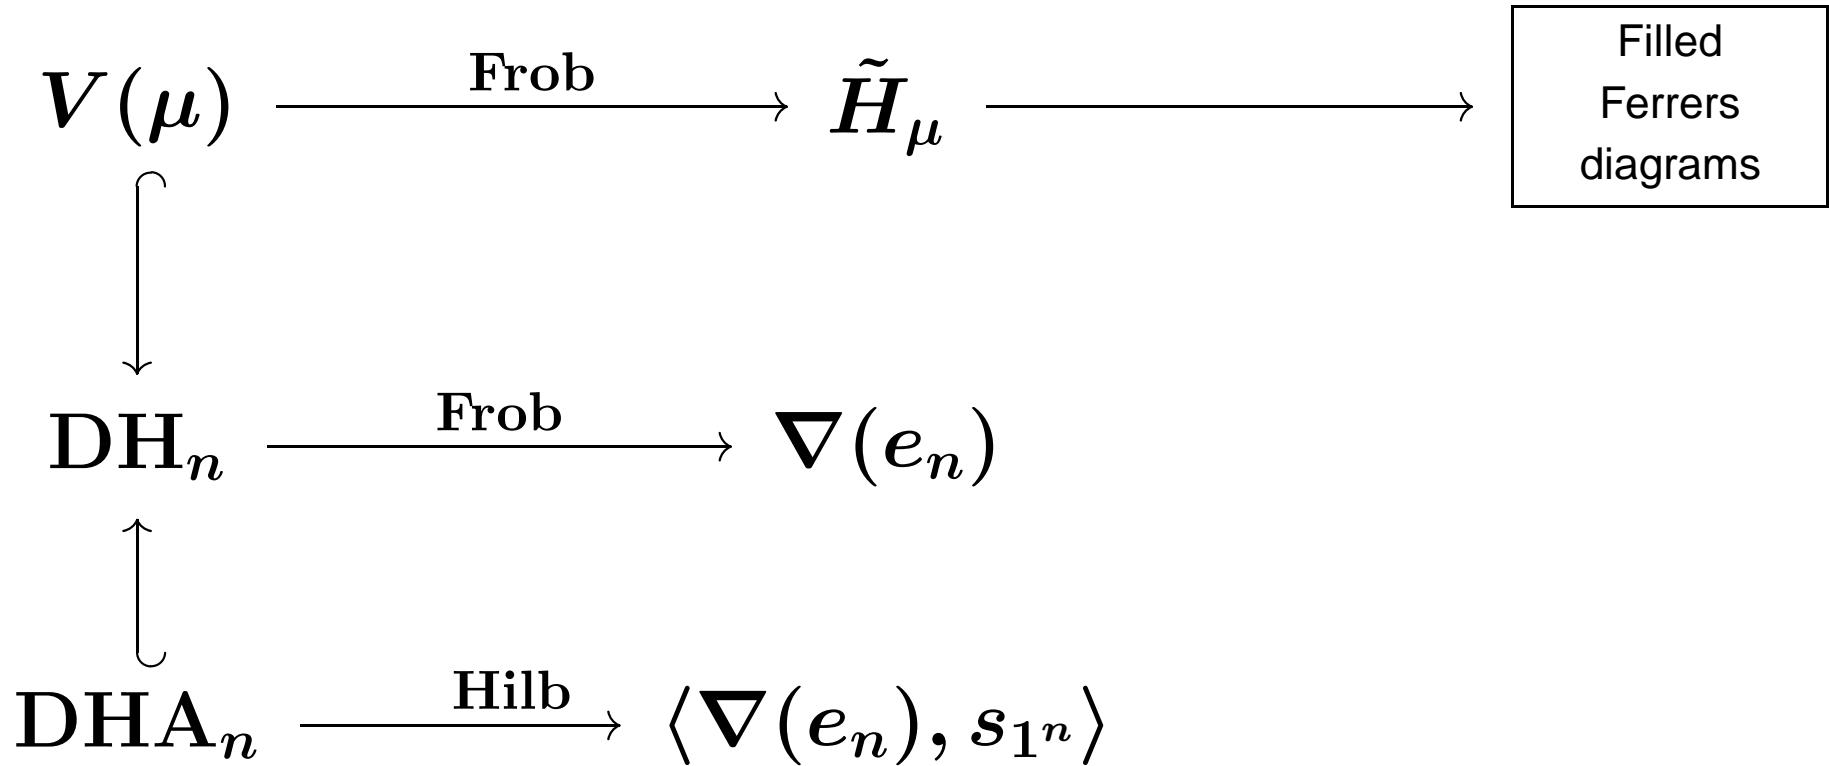 V(μ) Frob H̃_μ Filled
Ferrers
diagrams
DH_n Frob ∇(e_n)
DHA_n Hilb ⟨∇(e_n), s_{1^n}⟩